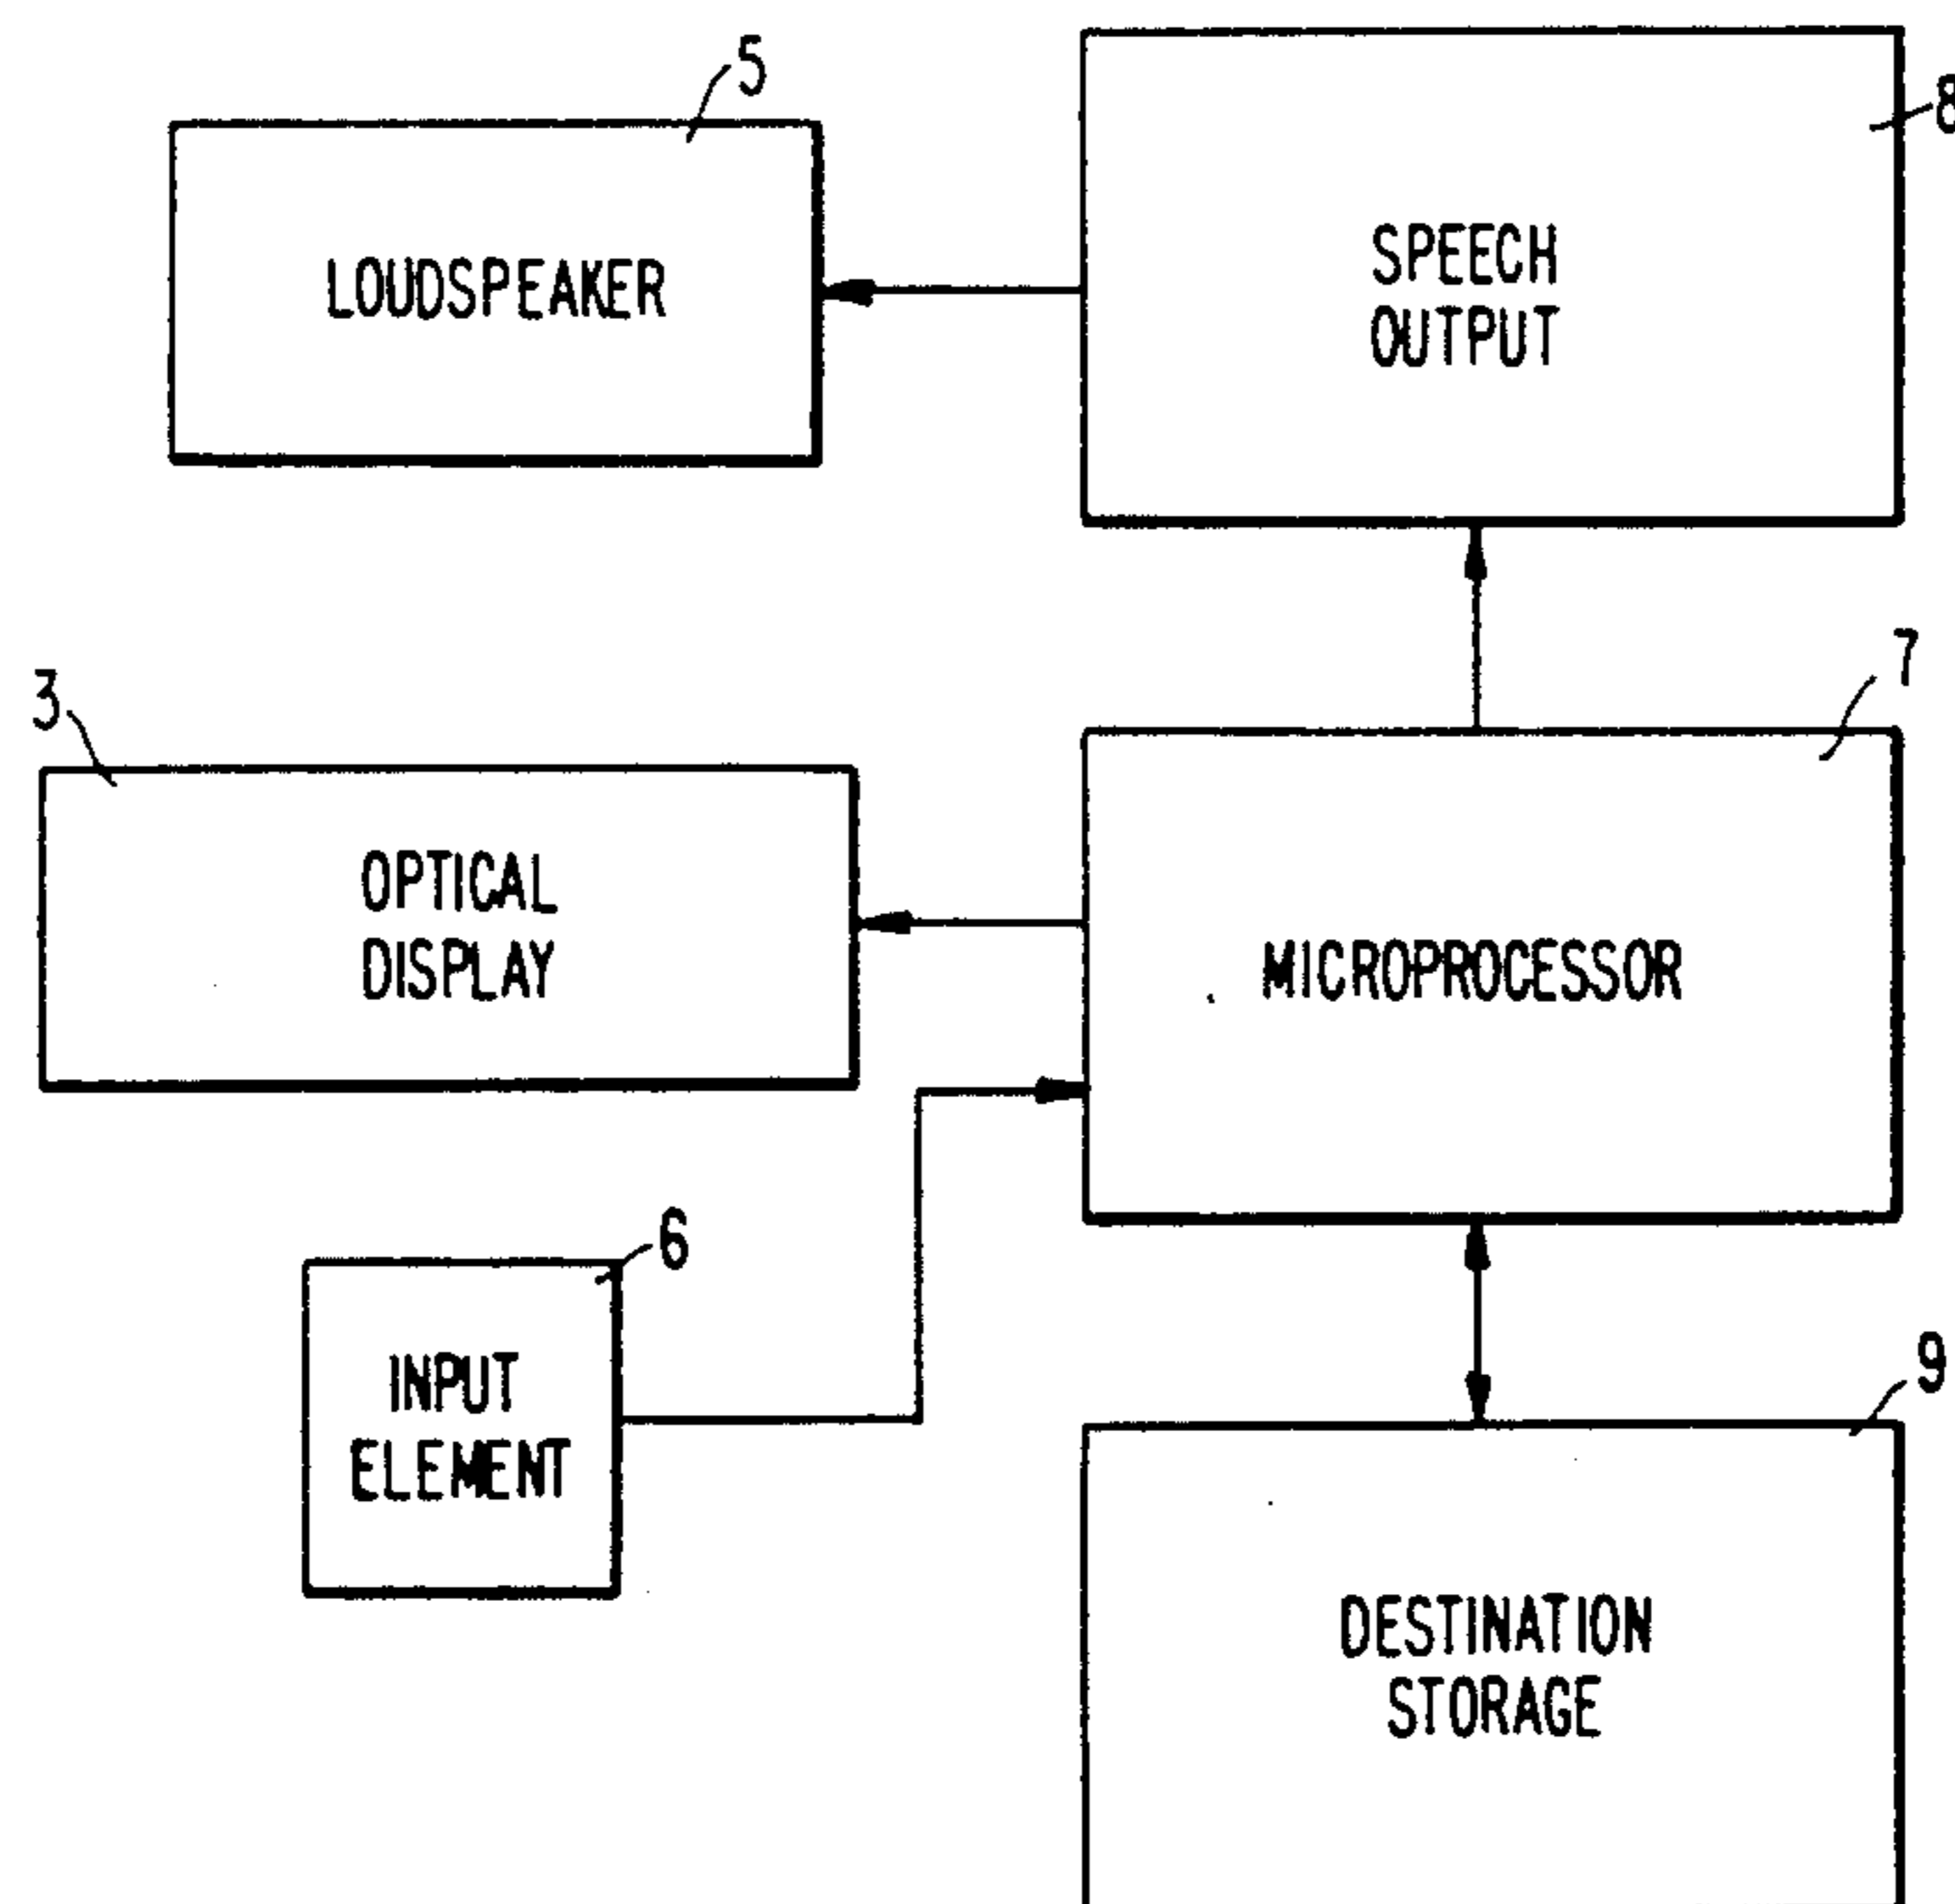 5
8
LOUDSPEAKER
SPEECH
OUTPUT
3
7
OPTICAL
DISPLAY
MICROPROCESSOR
6
INPUT
ELEMENT
9
DESTINATION
STORAGE